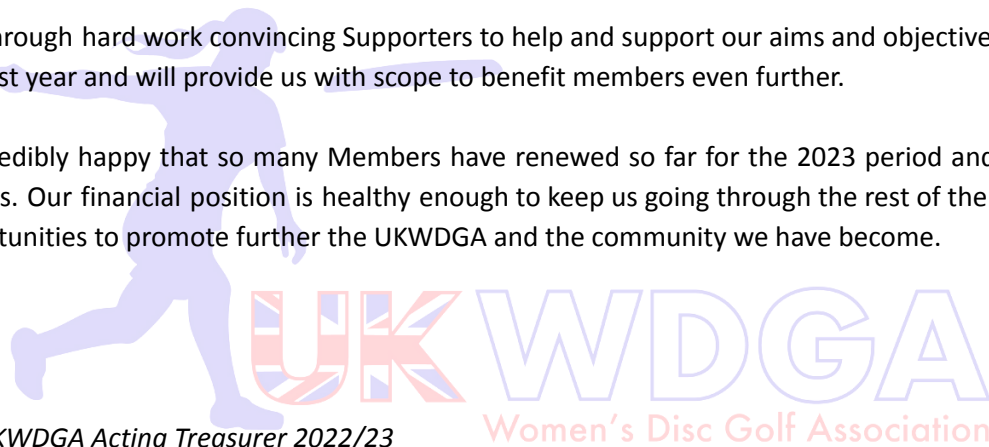 rough hard work convincing Supporters to help and support our aims and objective
st year and will provide us with scope to benefit members even further.
edibly happy that so many Members have renewed so far for the 2023 period and
s. Our financial position is healthy enough to keep us going through the rest of the
tunities to promote further the UKWDGA and the community we have become.
UKWDGA
Women's Disc Golf Association
KWDGA Acting Treasurer 2022/23